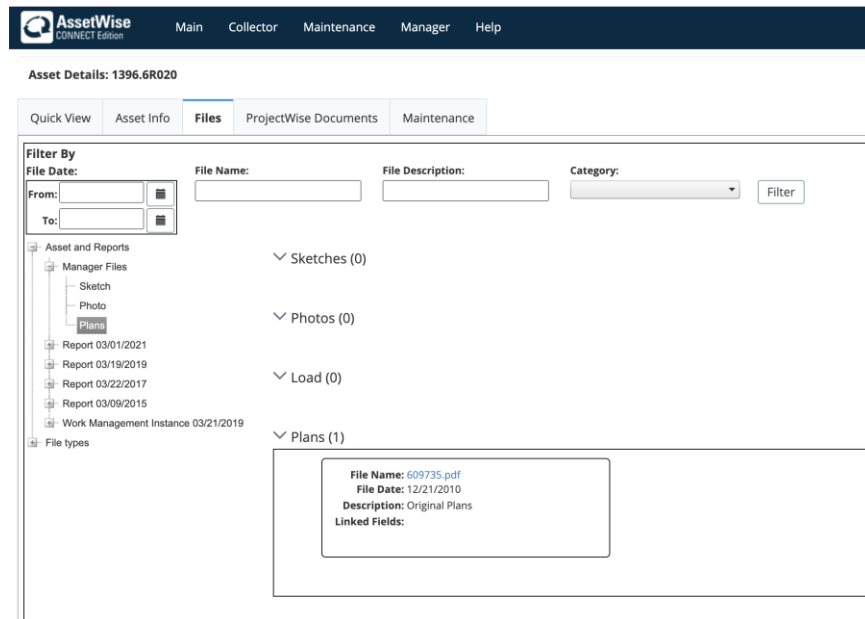 AssetWise
CONNECT Edition
Main Collector Maintenance Manager Help
Asset Details: 1396.6R020
Quick View Asset Info Files ProjectWise Documents Maintenance
Filter By
File Date: File Name: File Description: Category:
From: Filter
To:
Asset and Reports
Manager Files
Sketch
Photo
Plans
Report 03/01/2021
Report 03/19/2019
Report 03/22/2017
Report 03/09/2015
Work Management Instance 03/21/2019
File types
Sketches (0)
Photos (0)
Load (0)
Plans (1)
File Name: 609735.pdf
File Date: 12/21/2010
Description: Original Plans
Linked Fields: